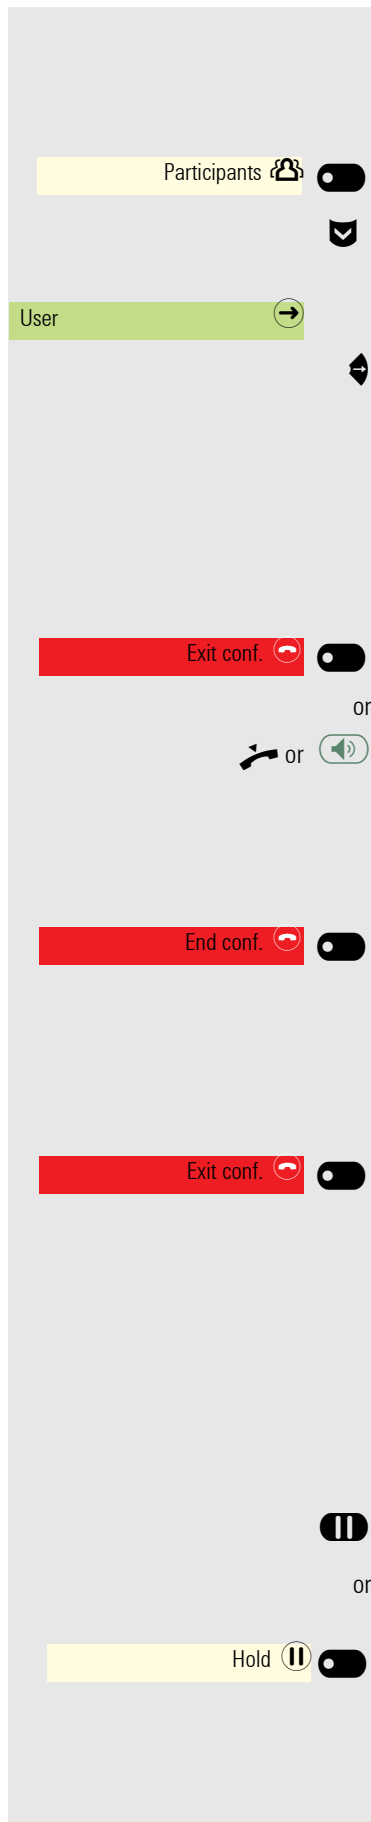 Participants
User
Exit conf.
or
or
End conf.
Exit conf.
or
Hold